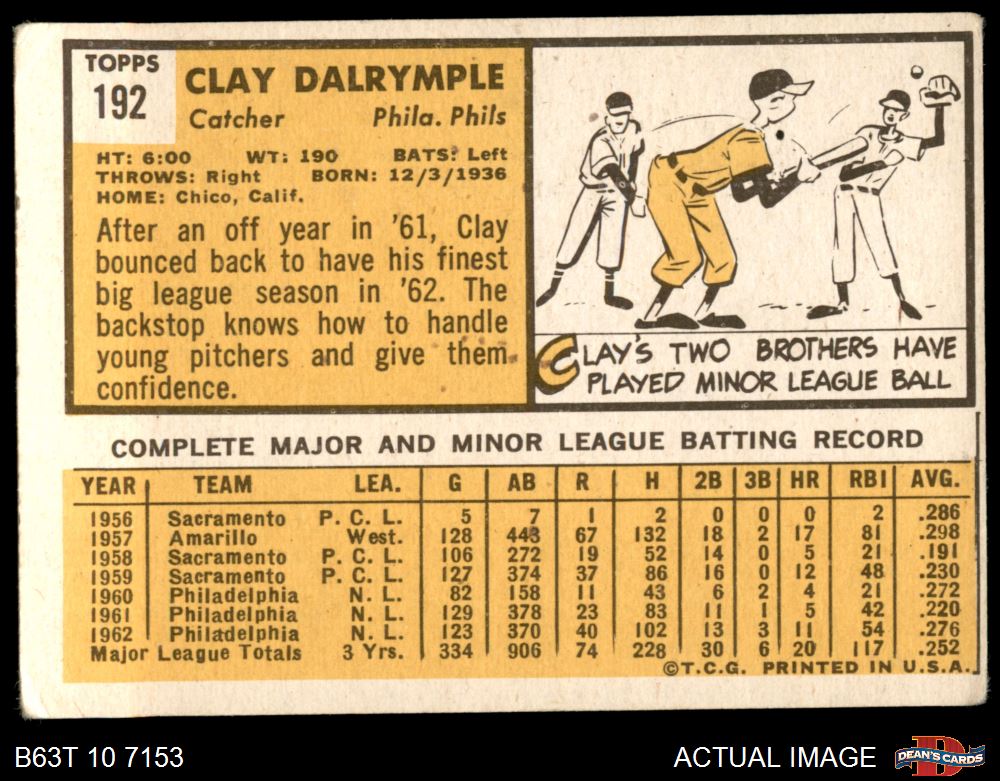 TOPPS
192
CLAY DALRYMPLE
Catcher Phila. Phils
HT: 6:00 WT: 190 BATS: Left
THROWS: Right BORN: 12/3/1936
HOME: Chico, Calif.
After an off year in '61, Clay
bounced back to have his finest
big league season in '62. The
backstop knows how to handle
young pitchers and give them
confidence.
CLAY'S TWO BROTHERS HAVE
PLAYED MINOR LEAGUE BALL
COMPLETE MAJOR AND MINOR LEAGUE BATTING RECORD
YEAR TEAM LEA. G AB R H 2B 3B HR RBI AVG.
1956 Sacramento P. C. L. 5 7 1 2 0 0 0 2 .286
1957 Amarillo West. 128 443 67 132 18 2 17 81 .298
1958 Sacramento P. C. L. 106 272 19 52 14 0 5 21 .191
1959 Sacramento P. C. L. 127 374 37 86 16 0 12 48 .230
1960 Philadelphia N. L. 82 158 11 43 6 2 4 21 .272
1961 Philadelphia N. L. 129 378 23 83 11 1 5 42 .220
1962 Philadelphia N. L. 123 370 40 102 13 3 11 54 .276
Major League Totals 3 Yrs. 334 906 74 228 30 6 20 117 .252
©T.C.G. PRINTED IN U.S.A.
B63T 10 7153
ACTUAL IMAGE
DEAN'S CARDS